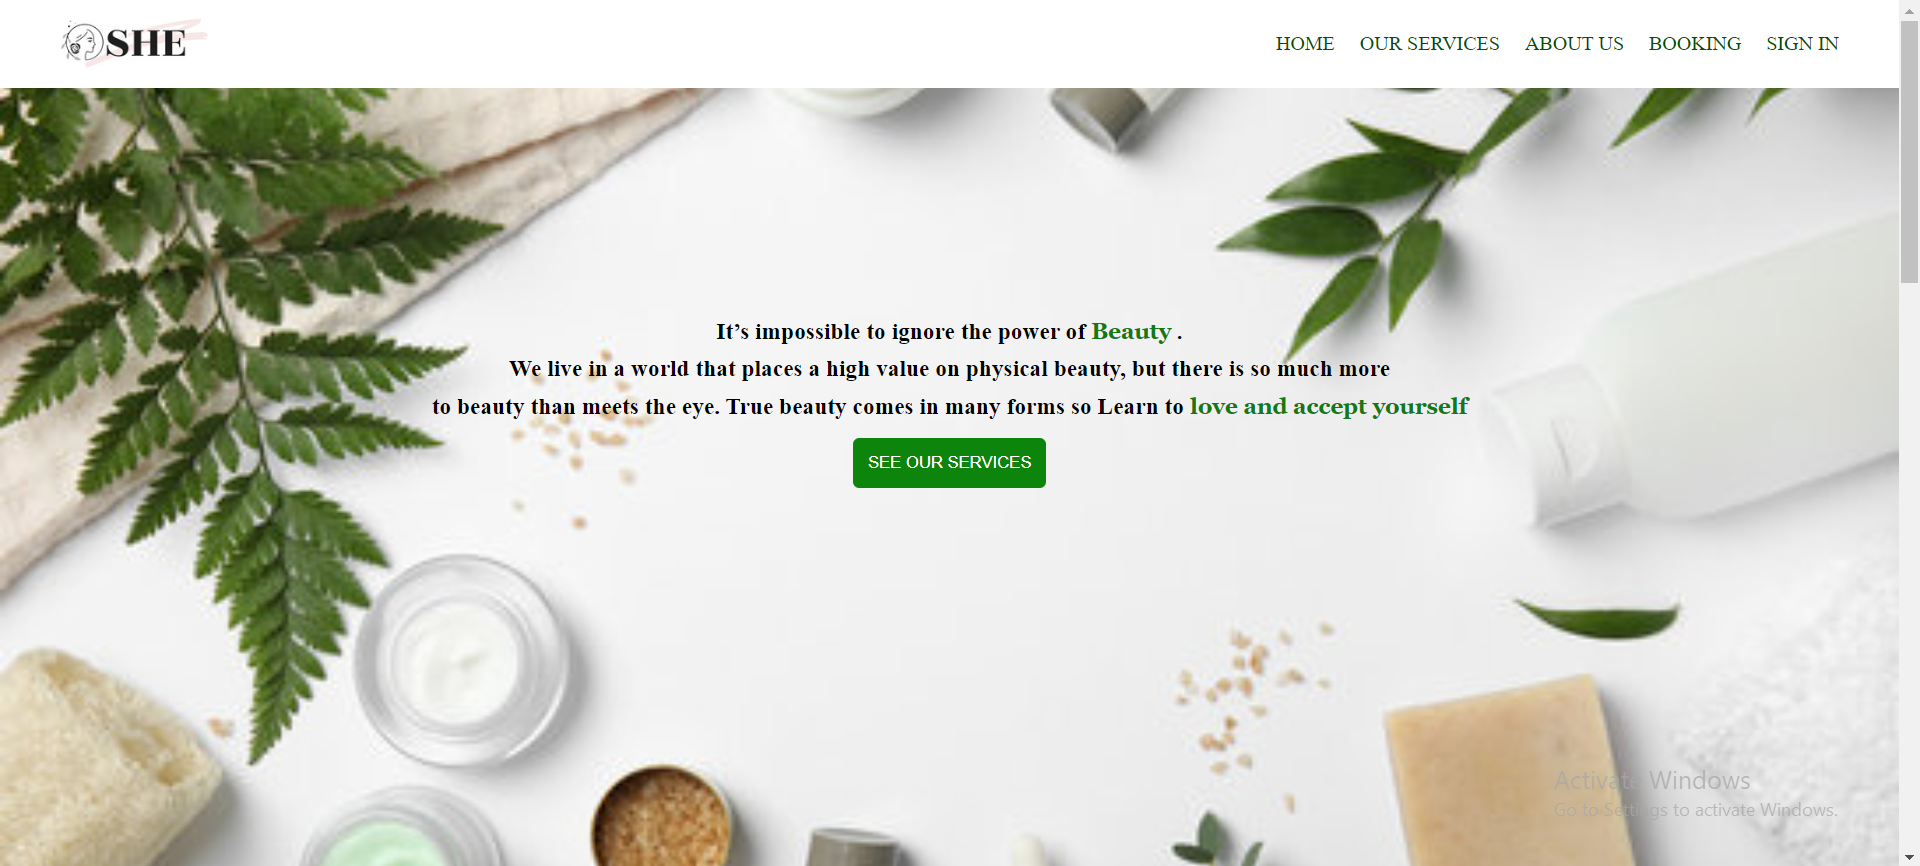 SHE
HOME OUR SERVICES ABOUT US BOOKING SIGN IN
It’s impossible to ignore the power of Beauty .
We live in a world that places a high value on physical beauty, but there is so much more
to beauty than meets the eye. True beauty comes in many forms so Learn to love and accept yourself
SEE OUR SERVICES
Activate Windows
Go to Settings to activate Windows.